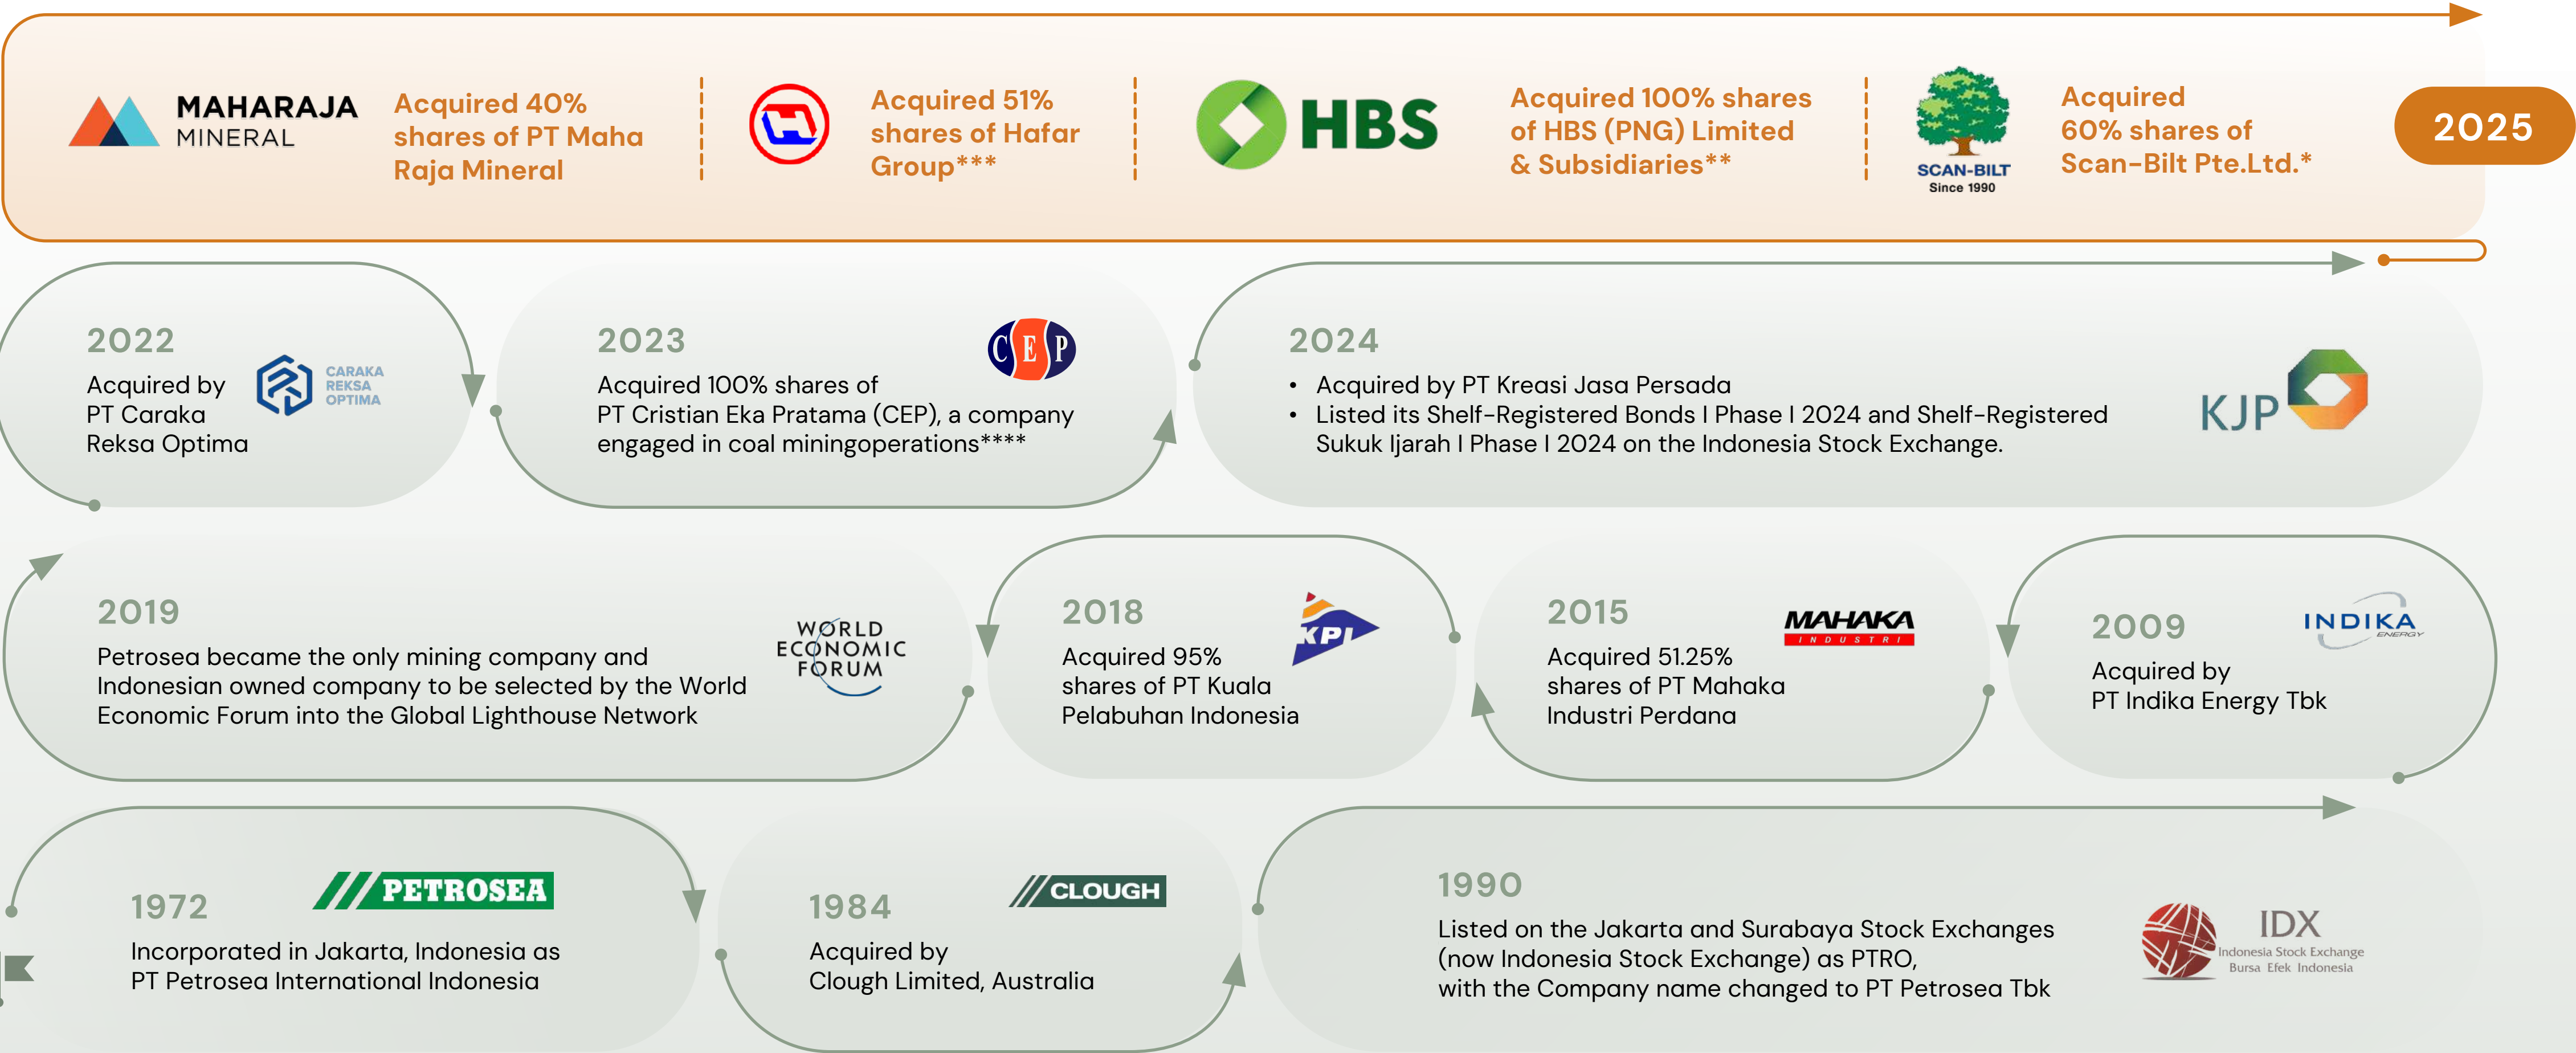 MAHARAJA
MINERAL
Acquired 40%
shares of PT Maha
Raja Mineral
Acquired 51%
shares of Hafar
Group***
HBS
Acquired 100% shares
of HBS (PNG) Limited
& Subsidiaries**
SCAN-BILT
Since 1990
Acquired
60% shares of
Scan-Bilt Pte.Ltd.*
2025
2022
Acquired by
PT Caraka
Reksa Optima
CARAKA
REKSA
OPTIMA
2023
Acquired 100% shares of
PT Cristian Eka Pratama (CEP), a company
engaged in coal miningoperations****
CEP
2024
• Acquired by PT Kreasi Jasa Persada
• Listed its Shelf-Registered Bonds I Phase I 2024 and Shelf-Registered
Sukuk Ijarah I Phase I 2024 on the Indonesia Stock Exchange.
KJP
2019
Petrosea became the only mining company and
Indonesian owned company to be selected by the World
Economic Forum into the Global Lighthouse Network
WORLD
ECONOMIC
FORUM
2018
Acquired 95%
shares of PT Kuala
Pelabuhan Indonesia
KPI
2015
Acquired 51.25%
shares of PT Mahaka
Industri Perdana
MAHAKA
INDUSTRI
2009
Acquired by
PT Indika Energy Tbk
INDIKA
ENERGY
1972
Incorporated in Jakarta, Indonesia as
PT Petrosea International Indonesia
PETROSEA
1984
Acquired by
Clough Limited, Australia
CLOUGH
1990
Listed on the Jakarta and Surabaya Stock Exchanges
(now Indonesia Stock Exchange) as PTRO,
with the Company name changed to PT Petrosea Tbk
IDX
Indonesia Stock Exchange
Bursa Efek Indonesia